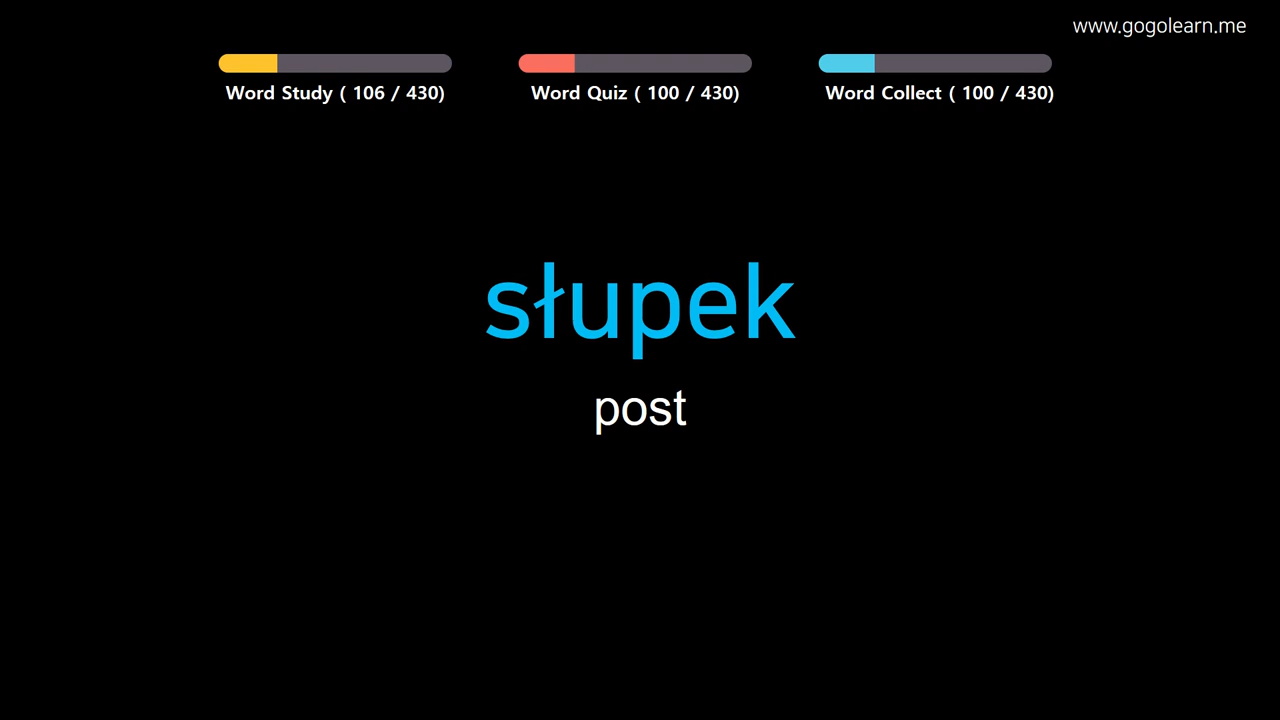 www.gogolearn.me
Word Study ( 106 / 430)
Word Quiz ( 100 / 430)
Word Collect ( 100 / 430)
słupek
post